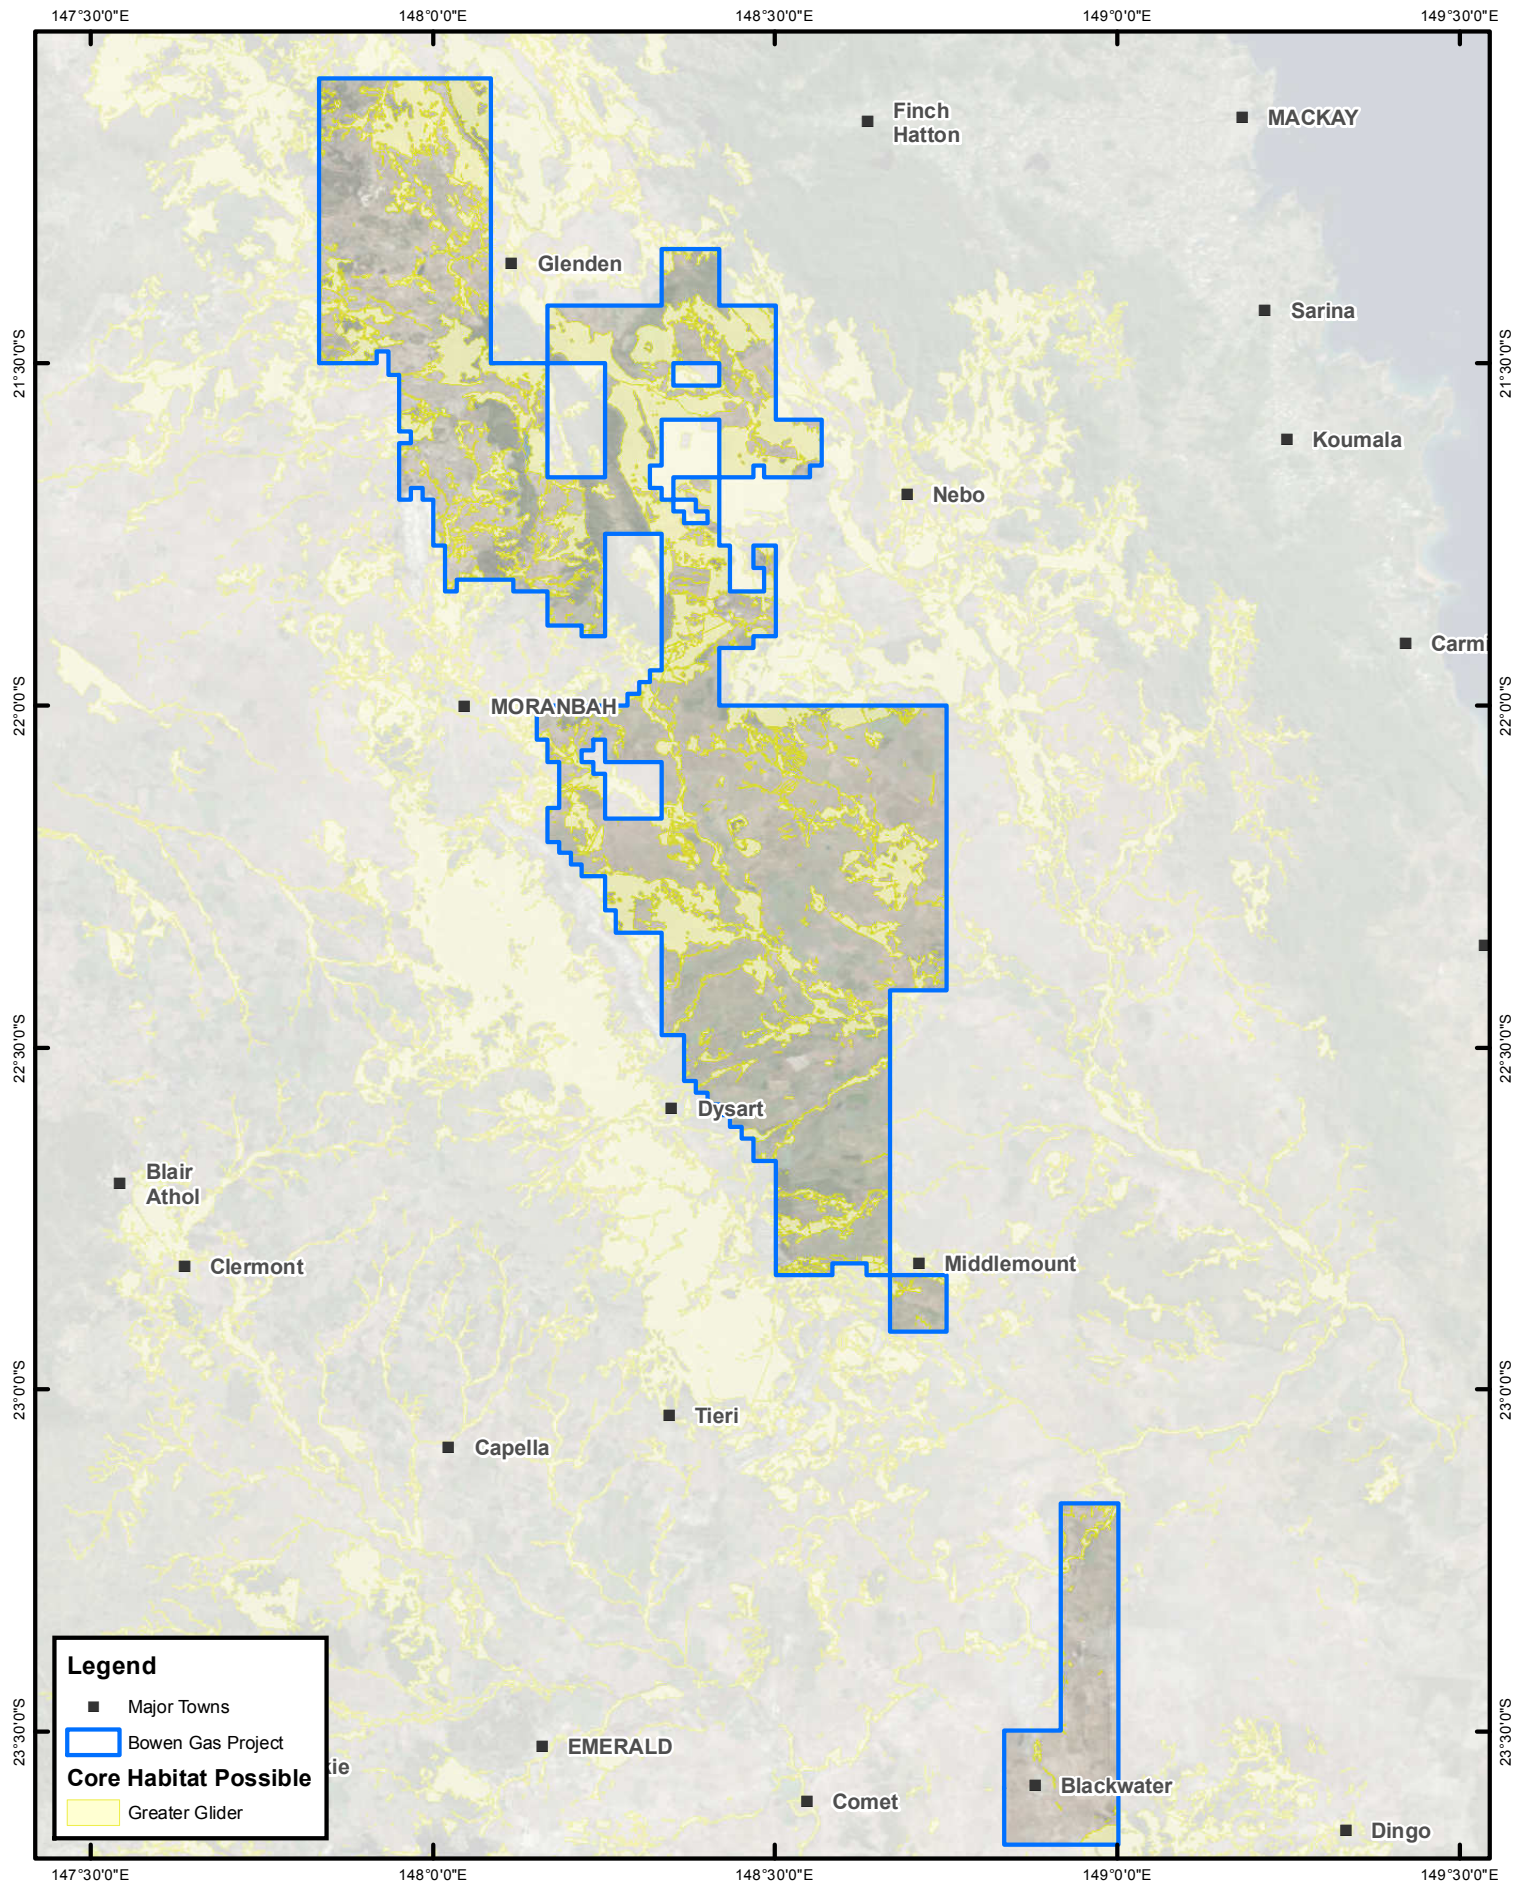 147°30'0"E
148°0'0"E
148°30'0"E
149°0'0"E
149°30'0"E
Finch
Hatton
MACKAY
Glenden
Sarina
21°30'0"S
21°30'0"S
Koumala
Nebo
Carmi
22°0'0"S
MORANBAH
22°0'0"S
22°30'0"S
22°30'0"S
Dysart
Blair
Athol
Clermont
Middlemount
23°0'0"S
23°0'0"S
Tieri
Capella
23°30'0"S
23°30'0"S
EMERALD
kie
Blackwater
Comet
Dingo
Legend
Major Towns
Bowen Gas Project
Core Habitat Possible
Greater Glider
147°30'0"E
148°0'0"E
148°30'0"E
149°0'0"E
149°30'0"E